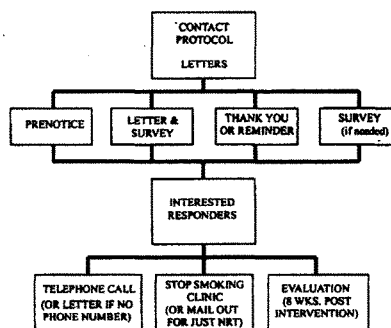 CONTACT
PROTOCOL
LETTERS
PRENOTICE
LETTER &
SURVEY
THANK YOU
OR REMINDER
SURVEY
(if needed)
INTERESTED
RESPONDERS
TELEPHONE CALL
(OR LETTER IF NO
PHONE NUMBER)
STOP SMOKING
CLINIC
(OR MAIL OUT
FOR JUST NRT)
EVALUATION
(8 WKS. POST
INTERVENTION)